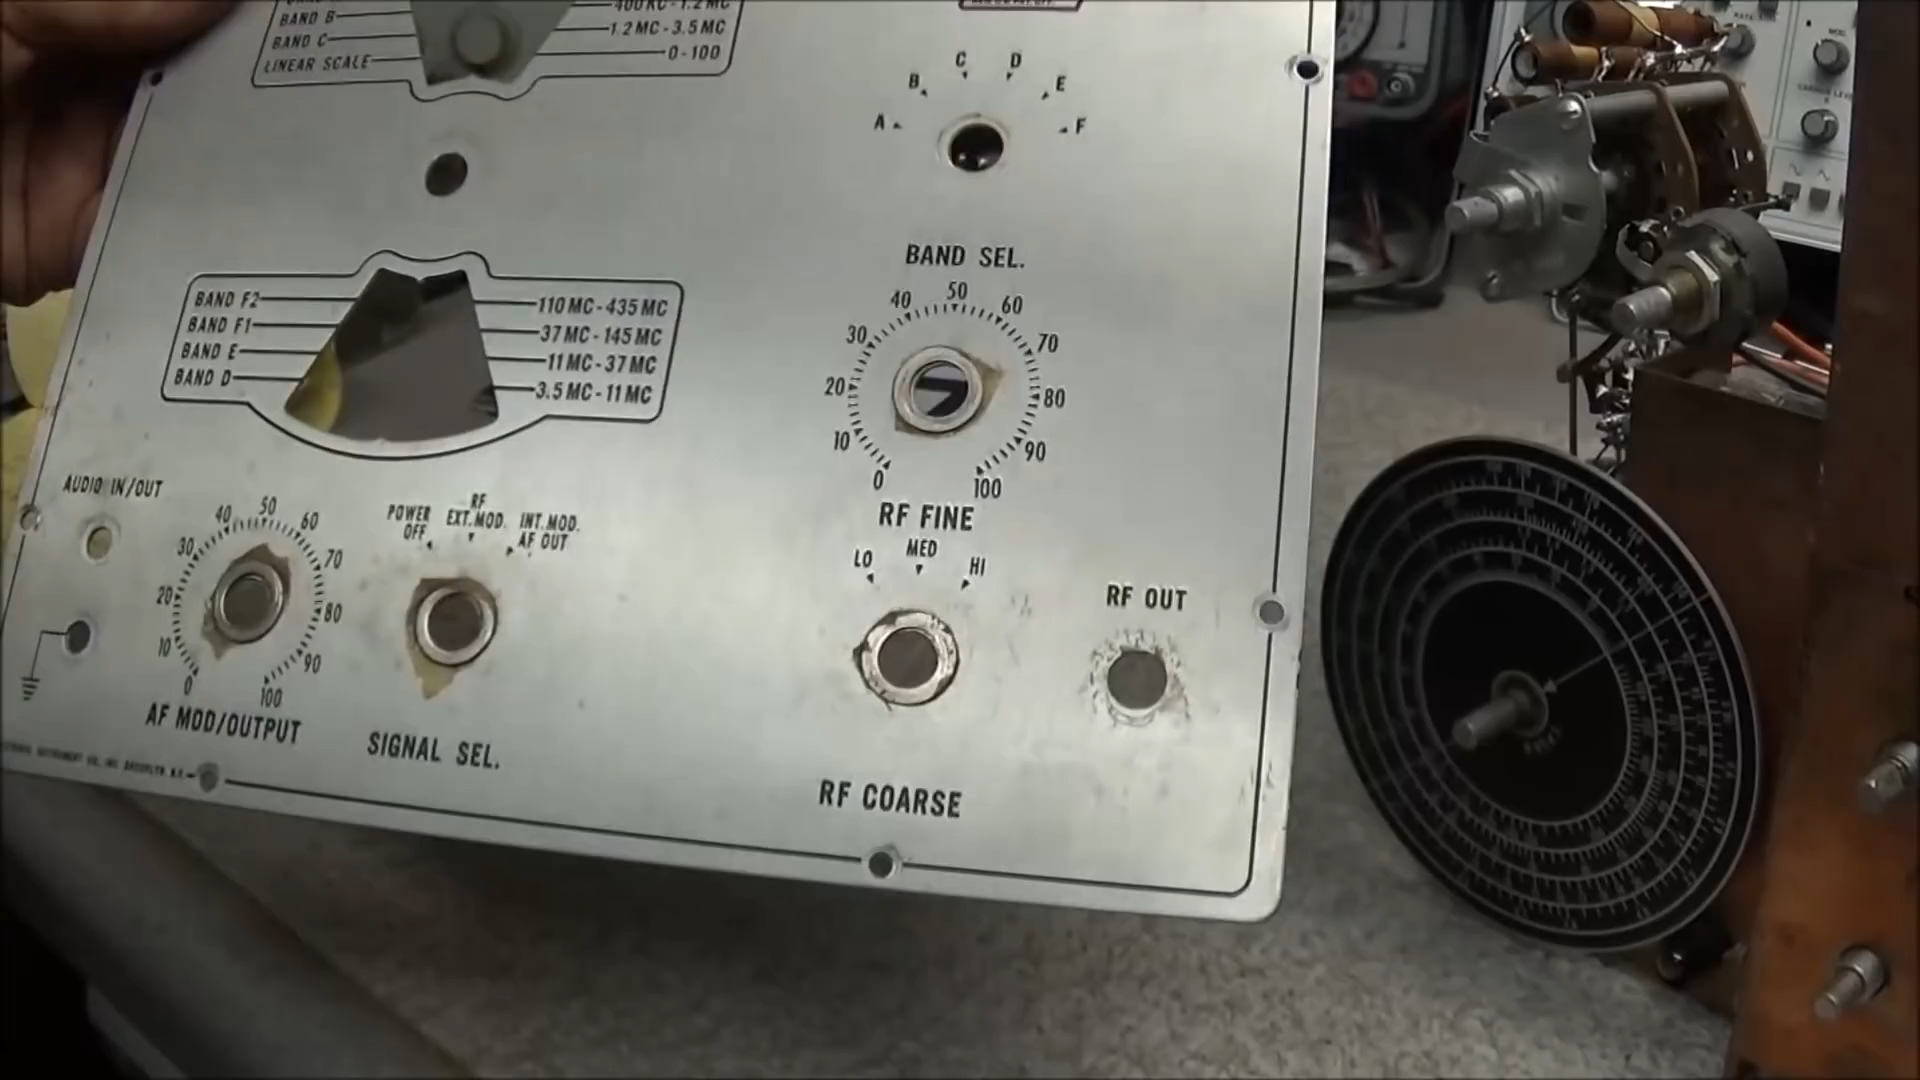 BAND B
BAND C
LINEAR SCALE
400 KC - 1.2 MC
1.2 MC - 3.5 MC
0 - 100
A B C D E F
BAND SEL.
BAND F2
BAND F1
BAND E
BAND D
110 MC - 435 MC
37 MC - 145 MC
11 MC - 37 MC
3.5 MC - 11 MC
0 10 20 30 40 50 60 70 80 90 100
RF FINE
AUDIO IN/OUT
0 10 20 30 40 50 60 70 80 90 100
AF MOD/OUTPUT
POWER
OFF
RF
EXT. MOD.
INT. MOD.
AF OUT
SIGNAL SEL.
LO MED HI
RF COARSE
RF OUT
INSTRUMENT CO., INC. BROOKLYN, N.Y.